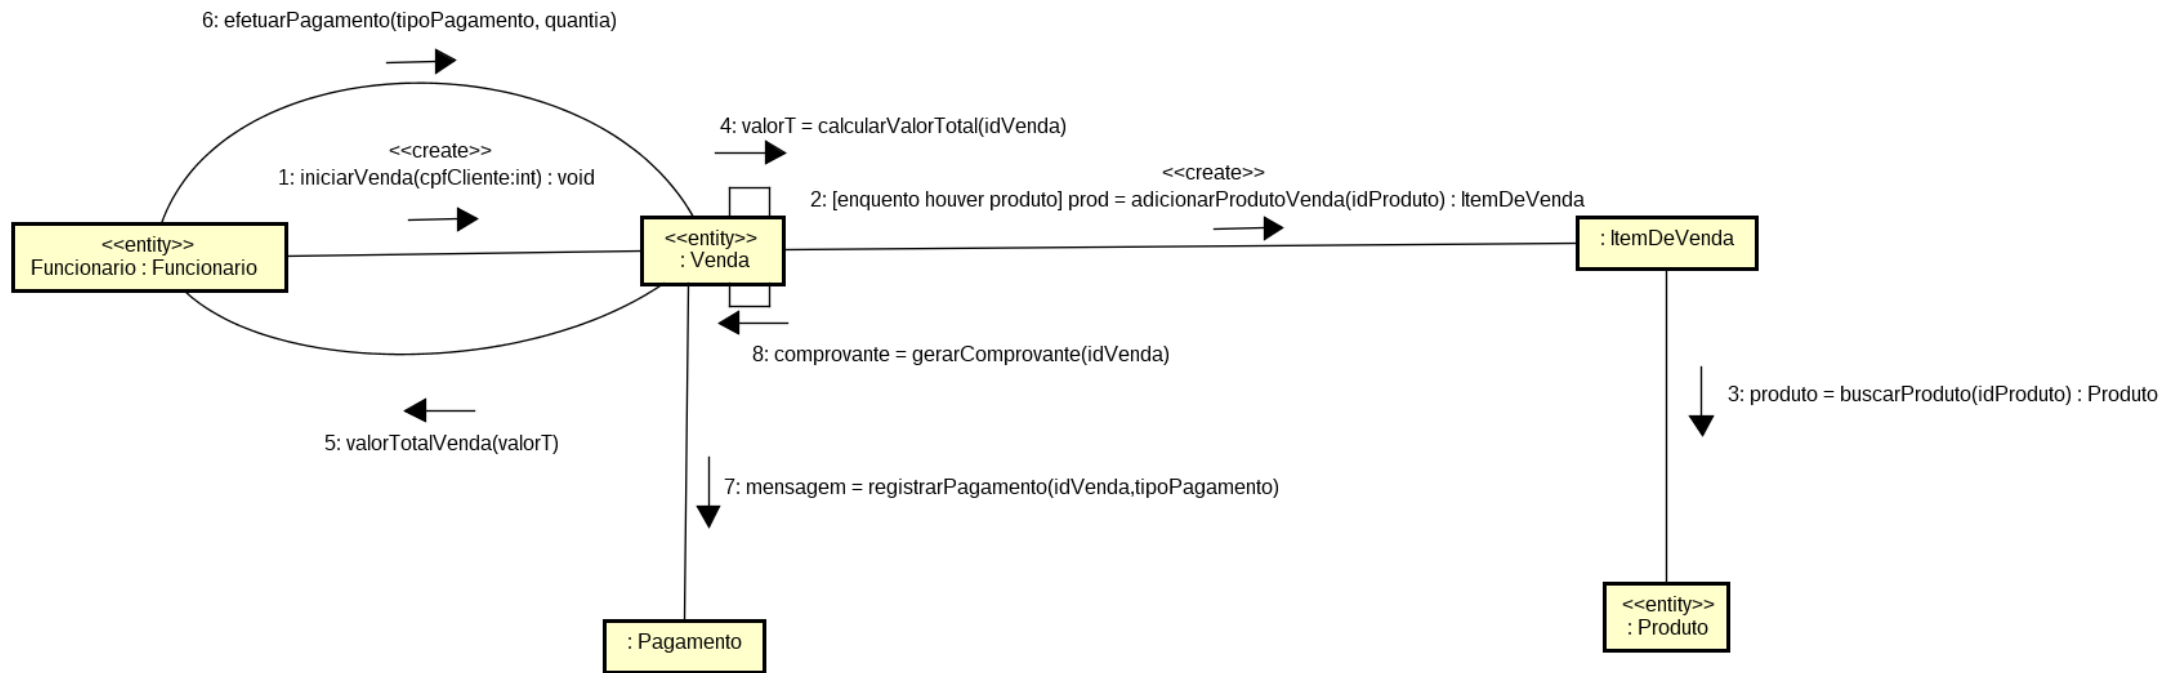 6: efetuarPagamento(tipoPagamento, quantia)
4: valorT = calcularValorTotal(idVenda)
<<create>>
1: iniciarVenda(cpfCliente:int) : void
<<create>>
2: [enquento houver produto] prod = adicionarProdutoVenda(idProduto) : ItemDeVenda
<<entity>>
Funcionario : Funcionario
<<entity>>
: Venda
: ItemDeVenda
8: comprovante = gerarComprovante(idVenda)
3: produto = buscarProduto(idProduto) : Produto
5: valorTotalVenda(valorT)
7: mensagem = registrarPagamento(idVenda,tipoPagamento)
: Pagamento
<<entity>>
: Produto